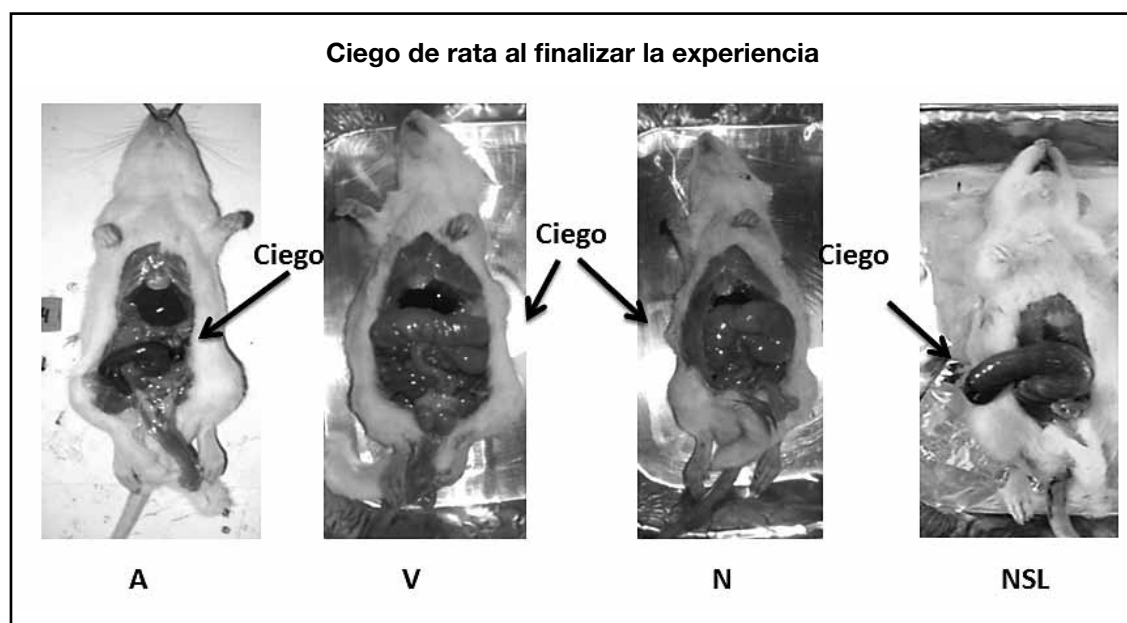 Ciego de rata al finalizar la experiencia
Ciego
Ciego
Ciego
A
V
N
NSL